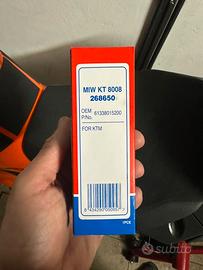 MIW KT 8008
268650
OEM
P/No. 61338015200
FOR KTM
1PCE
subito